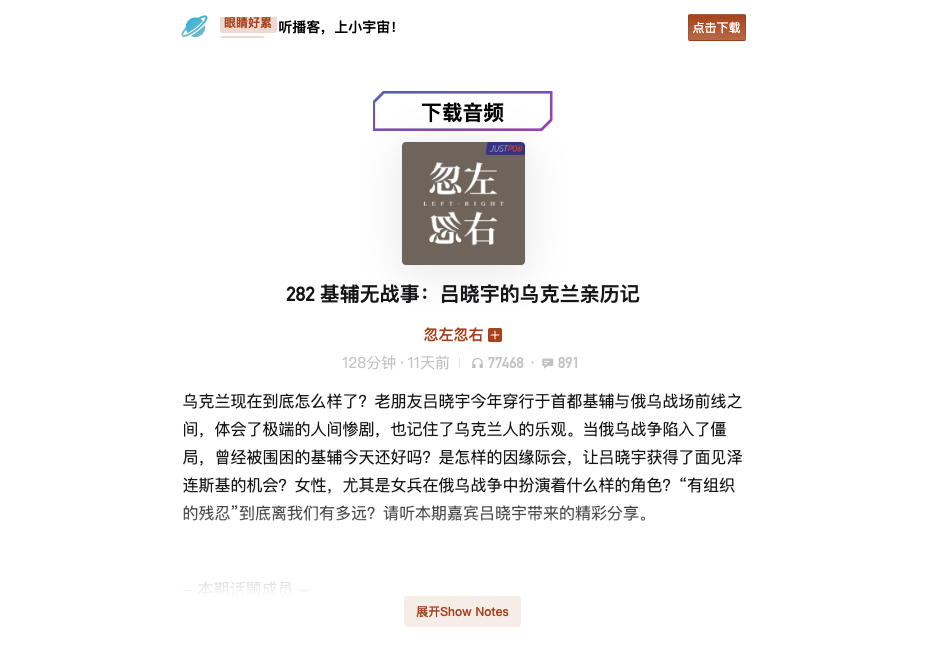 眼睛好累 听播客，上小宇宙！
点击下载
下载音频
JUSTPOD
忽左
LEFT·RIGHT
忽右
282 基辅无战事：吕晓宇的乌克兰亲历记
忽左忽右
128分钟 · 11天前 77468 · 891
乌克兰现在到底怎么样了？老朋友吕晓宇今年穿行于首都基辅与俄乌战场前线之
间，体会了极端的人间惨剧，也记住了乌克兰人的乐观。当俄乌战争陷入了僵
局，曾经被围困的基辅今天还好吗？是怎样的因缘际会，让吕晓宇获得了面见泽
连斯基的机会？女性，尤其是女兵在俄乌战争中扮演着什么样的角色？“有组织
的残忍”到底离我们有多远？请听本期嘉宾吕晓宇带来的精彩分享。
– 本期话题成员 –
展开Show Notes